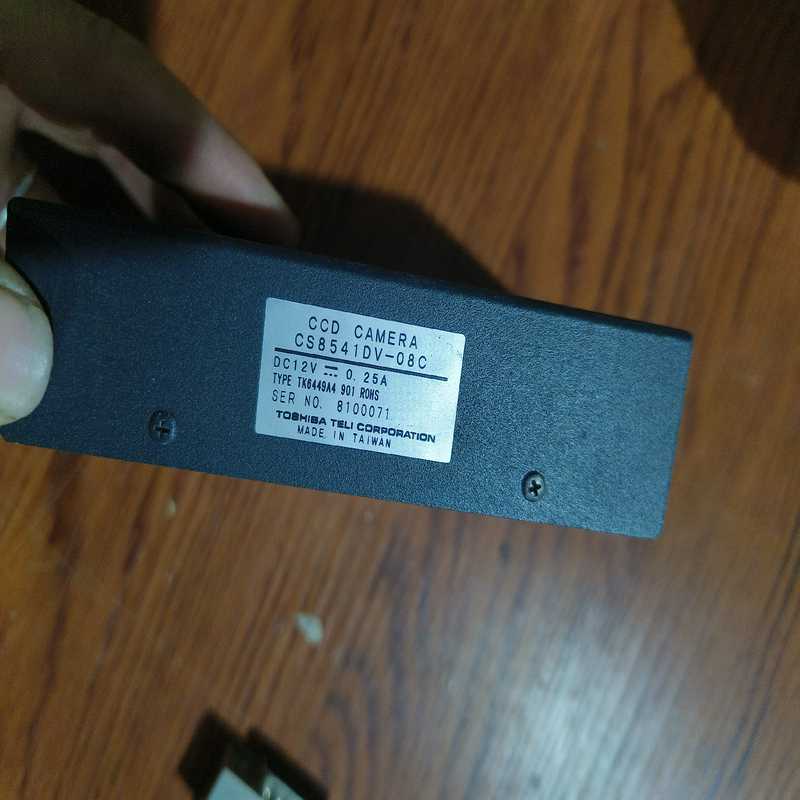 CCD CAMERA
CS8541DV-08C
DC12V ⎓ 0.25A
TYPE TK6449A4 901 ROHS
SER NO. 8100071
TOSHIBA TELI CORPORATION
MADE IN TAIWAN